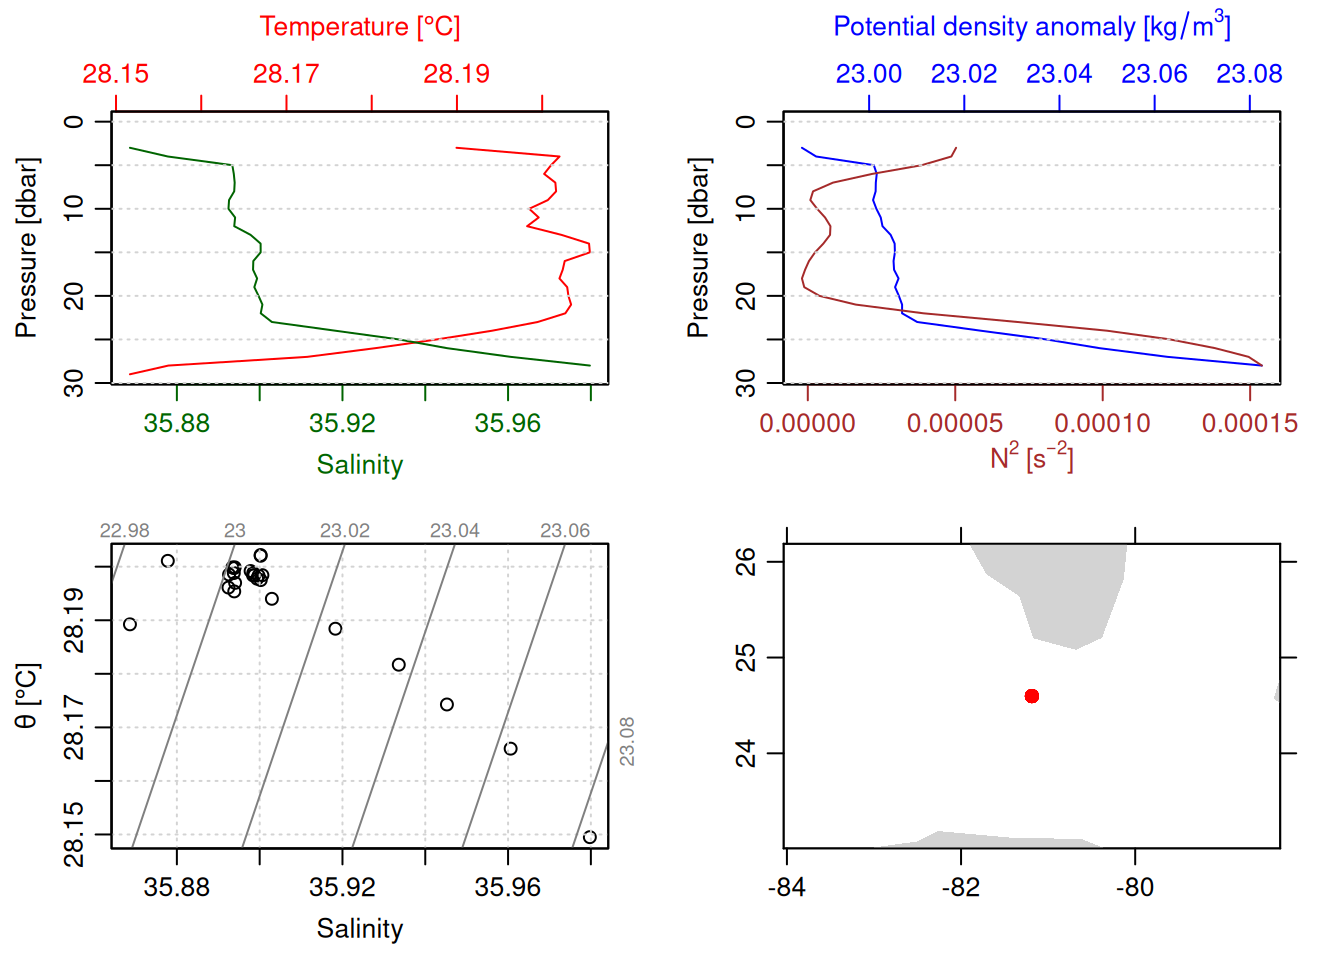 Temperature [°C]
28.15 28.17 28.19
0
10
20
30
Pressure [dbar]
35.88 35.92 35.96
Salinity
Potential density anomaly [kg/m³]
23.00 23.02 23.04 23.06 23.08
0
10
20
30
Pressure [dbar]
0.00000 0.00005 0.00010 0.00015
N² [s⁻²]
22.98 23 23.02 23.04 23.06
23.08
28.19
28.17
28.15
θ [°C]
35.88 35.92 35.96
Salinity
26
25
24
-84 -82 -80